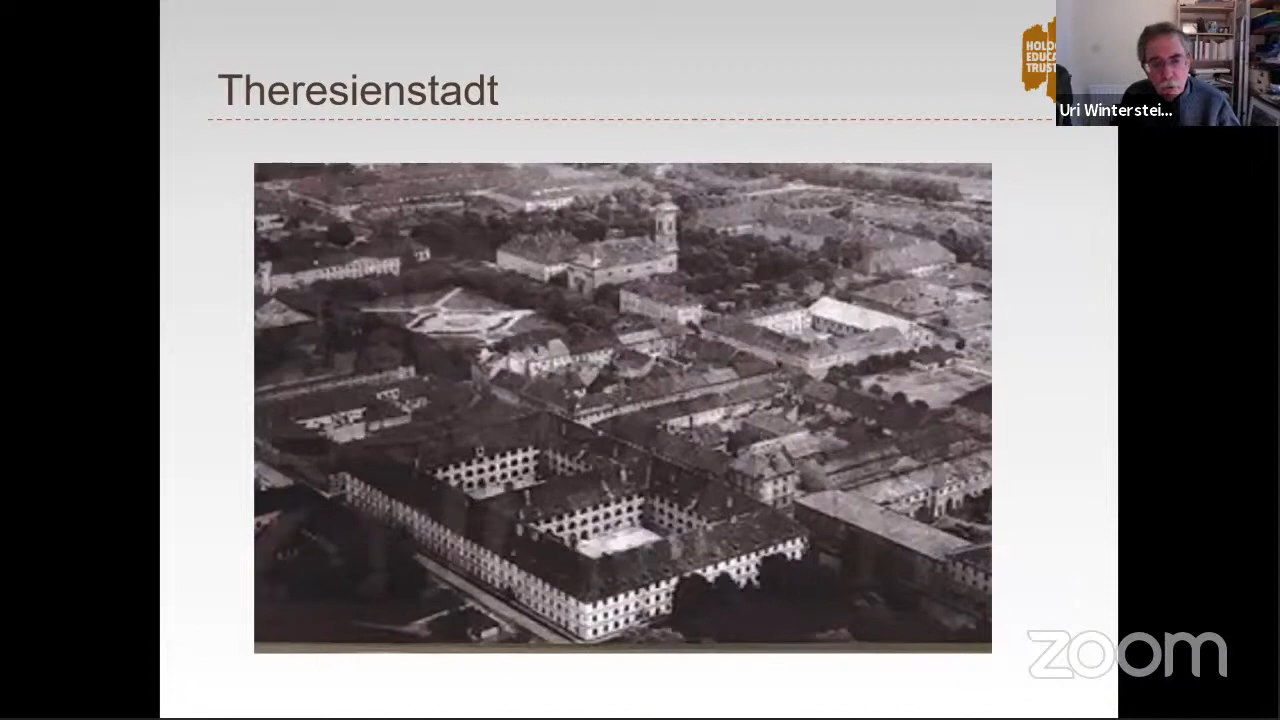 Theresienstadt
HOLO
EDUCA
TRUST
Uri Winterstei...
zoom